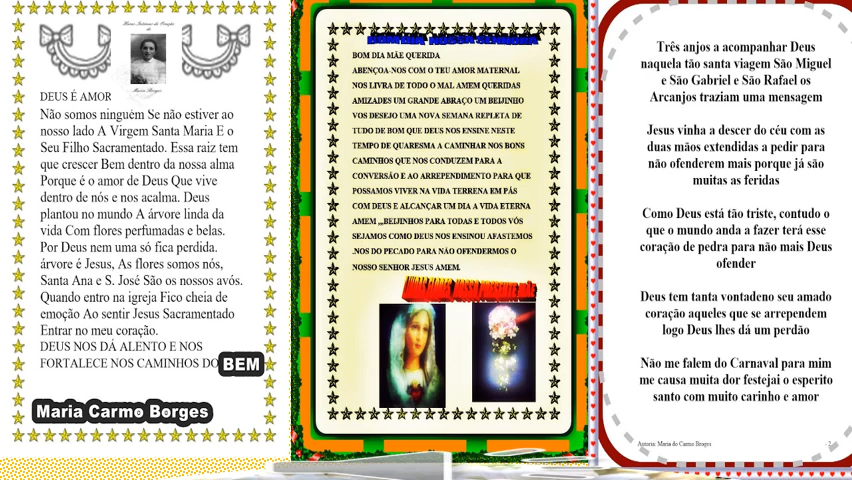 Maria Carmo Borges
DEUS É AMOR
Não somos ninguém Se não estiver ao
nosso lado A Virgem Santa Maria E o
Seu Filho Sacramentado. Essa raiz tem
que crescer Bem dentro da nossa alma
Porque é o amor de Deus Que vive
dentro de nós e nos acalma. Deus
plantou no mundo A árvore linda da
vida Com flores perfumadas e belas.
Por Deus nem uma só fica perdida.
árvore é Jesus, As flores somos nós,
Santa Ana e S. José São os nossos avós.
Quando entro na igreja Fico cheia de
emoção Ao sentir Jesus Sacramentado
Entrar no meu coração.
DEUS NOS DÁ ALENTO E NOS
FORTALECE NOS CAMINHOS DO BEM
BOM DIA NOSSA SENHORA
BOM DIA MÃE QUERIDA
ABENÇOA-NOS COM O TEU AMOR MATERNAL
NOS LIVRA DE TODO O MAL AMEM QUERIDAS
AMIZADES UM GRANDE ABRAÇO UM BEIJINHO
VOS DESEJO UMA NOVA SEMANA REPLETA DE
TUDO DE BOM QUE DEUS NOS ENSINE NESTE
TEMPO DE QUARESMA A CAMINHAR NOS BONS
CAMINHOS QUE NOS CONDUZEM PARA A
CONVERSÃO E AO ARREPENDIMENTO PARA QUE
POSSAMOS VIVER NA VIDA TERRENA EM PÁS
COM DEUS E ALCANÇAR UM DIA A VIDA ETERNA
AMEM ,,,BEIJINHOS PARA TODAS E TODOS VÓS
SEJAMOS COMO DEUS NOS ENSINOU AFASTEMOS
.NOS DO PECADO PARA NÃO OFENDERMOS O
NOSSO SENHOR JESUS AMEM.
Três anjos a acompanhar Deus
naquela tão santa viagem São Miguel
e São Gabriel e São Rafael os
Arcanjos traziam uma mensagem
Jesus vinha a descer do céu com as
duas mãos extendidas a pedir para
não ofenderem mais porque já são
muitas as feridas
Como Deus está tão triste, contudo o
que o mundo anda a fazer terá esse
coração de pedra para não mais Deus
ofender
Deus tem tanta vontadeno seu amado
coração aqueles que se arrependem
logo Deus lhes dá um perdão
Não me falem do Carnaval para mim
me causa muita dor festejai o esperito
santo com muito carinho e amor
Autoria: Maria do Carmo Borges